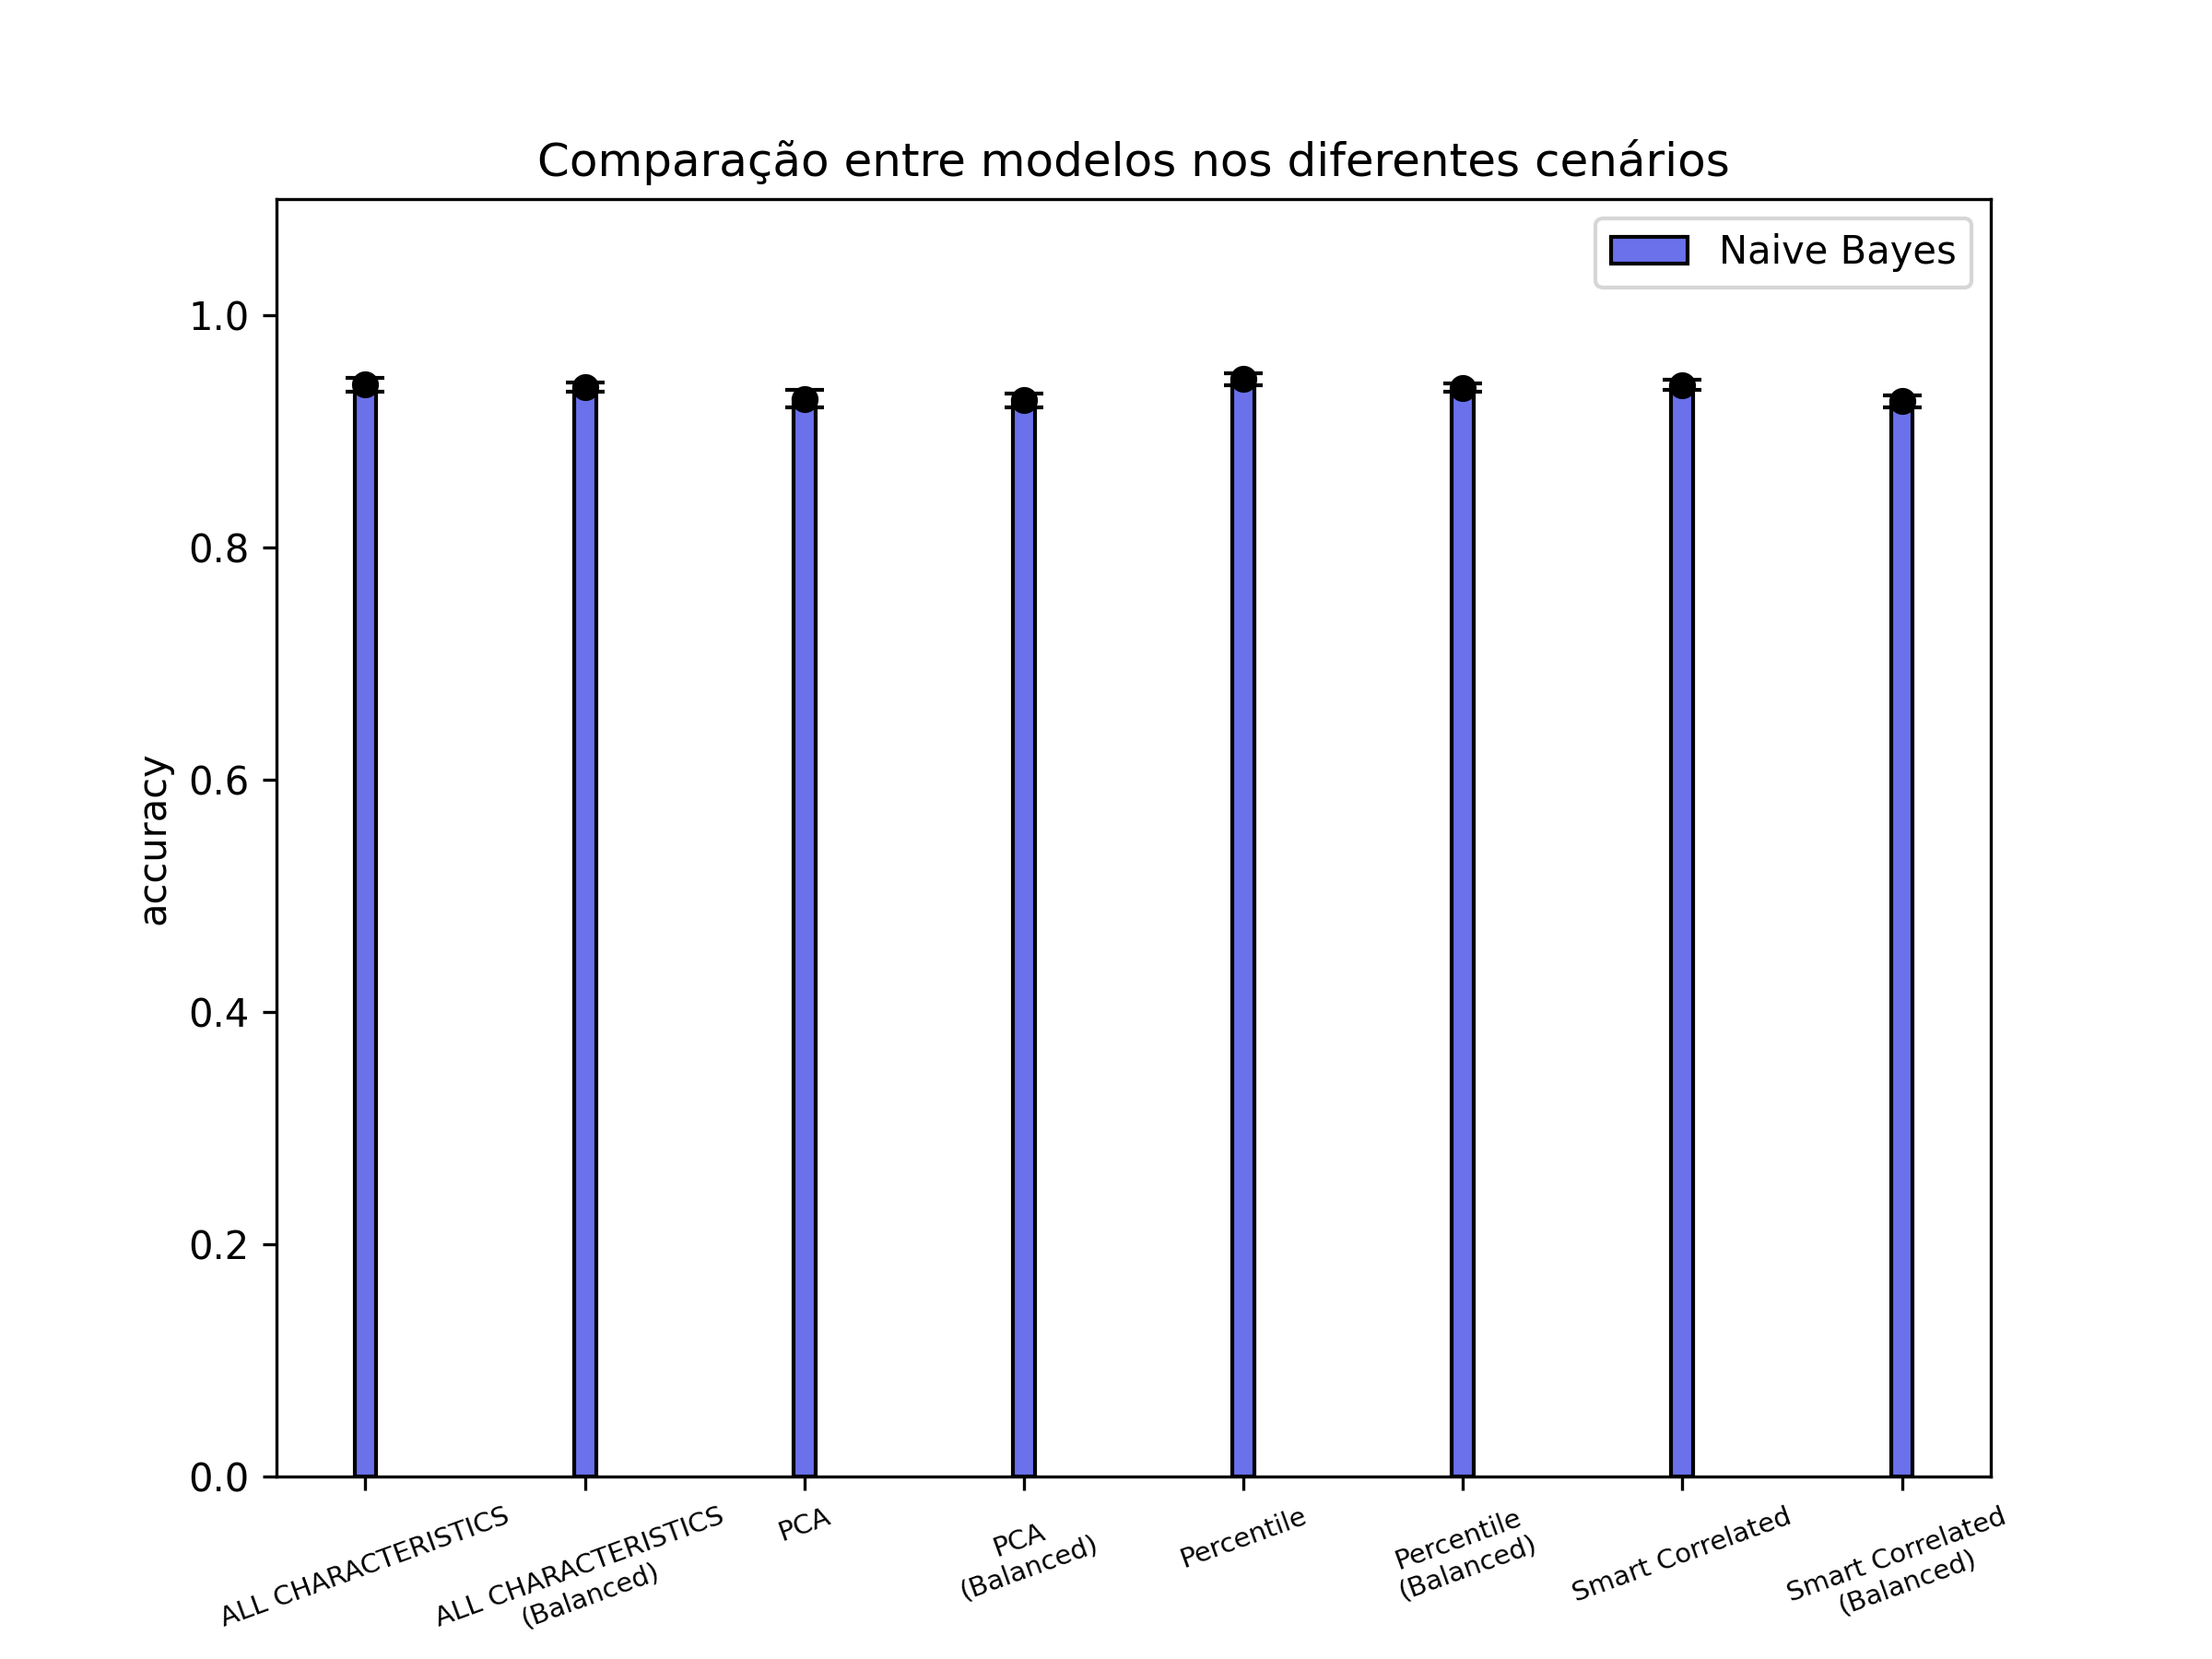 Comparação entre modelos nos diferentes cenários
Naive Bayes
1.0
0.8
0.6
0.4
0.2
0.0
accuracy
ALL CHARACTERISTICS
ALL CHARACTERISTICS
(Balanced)
PCA
PCA
(Balanced)
Percentile
Percentile
(Balanced)
Smart Correlated
Smart Correlated
(Balanced)